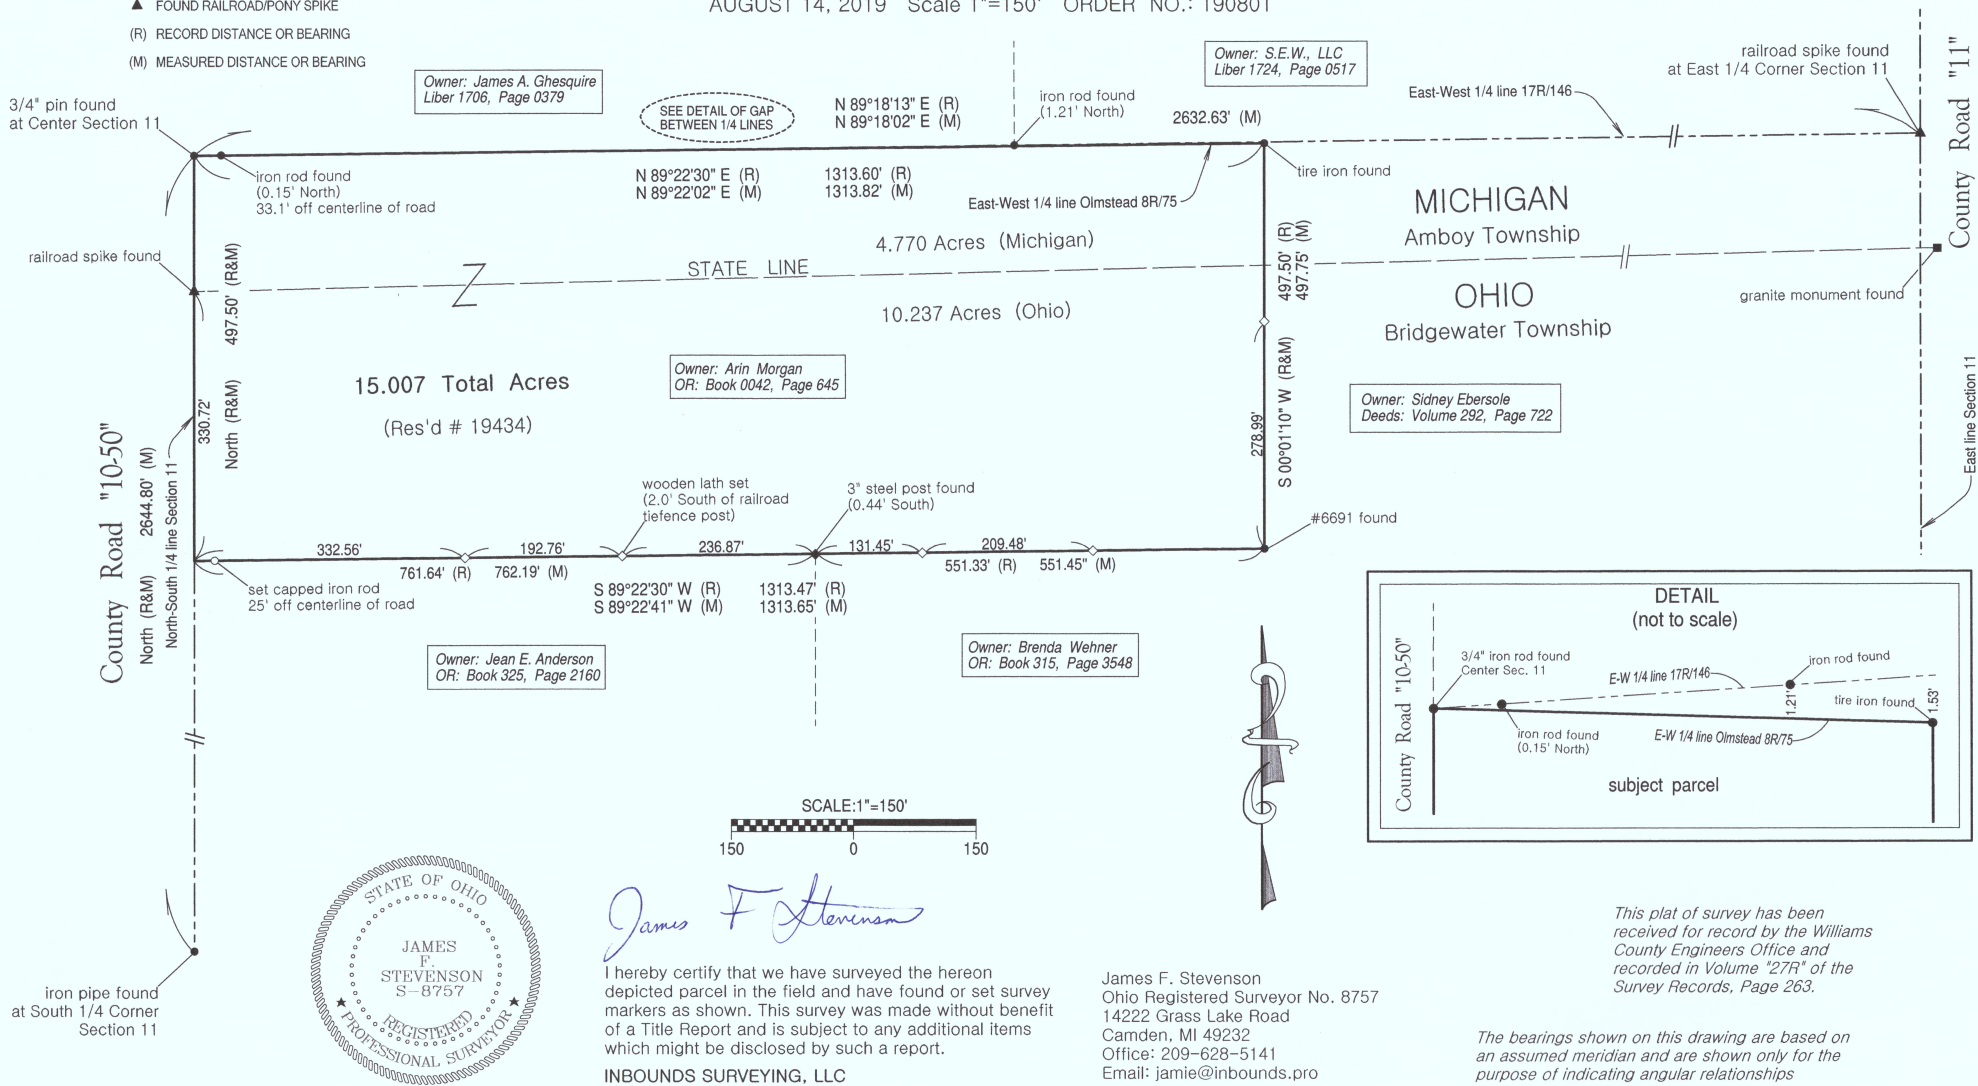 ▲ FOUND RAILROAD/PONY SPIKE
(R) RECORD DISTANCE OR BEARING
(M) MEASURED DISTANCE OR BEARING
AUGUST 14, 2019 Scale 1"=150' ORDER NO.: 190801
Owner: James A. Ghesquire
Liber 1706, Page 0379
SEE DETAIL OF GAP
BETWEEN 1/4 LINES
N 89°18'13" E (R)
N 89°18'02" E (M)
iron rod found
(1.21' North)
Owner: S.E.W., LLC
Liber 1724, Page 0517
2632.63' (M)
East-West 1/4 line 17R/146
railroad spike found
at East 1/4 Corner Section 11
County Road "11"
3/4" pin found
at Center Section 11
iron rod found
(0.15' North)
33.1' off centerline of road
N 89°22'30" E (R) 1313.60' (R)
N 89°22'02" E (M) 1313.82' (M)
East-West 1/4 line Olmstead 8R/75
tire iron found
MICHIGAN
Amboy Township
railroad spike found
4.770 Acres (Michigan)
STATE LINE
Z
497.50' (R&M)
497.50' (R)
497.75' (M)
10.237 Acres (Ohio)
OHIO
Bridgewater Township
granite monument found
15.007 Total Acres
(Res'd # 19434)
Owner: Arin Morgan
OR: Book 0042, Page 645
Owner: Sidney Ebersole
Deeds: Volume 292, Page 722
330.72'
North (R&M)
278.99'
S 00°01'10" W (R&M)
East line Section 11
County Road "10-50"
North (R&M) 2644.80' (M)
North-South 1/4 line Section 11
wooden lath set
(2.0' South of railroad
tiefence post)
3" steel post found
(0.44' South)
#6691 found
332.56' 192.76' 236.87' 131.45' 209.48'
761.64' (R) 762.19' (M) 551.33' (R) 551.45" (M)
set capped iron rod
25' off centerline of road
S 89°22'30" W (R) 1313.47' (R)
S 89°22'41" W (M) 1313.65' (M)
Owner: Jean E. Anderson
OR: Book 325, Page 2160
Owner: Brenda Wehner
OR: Book 315, Page 3548
DETAIL
(not to scale)
County Road "10-50"
3/4" iron rod found
Center Sec. 11
E-W 1/4 line 17R/146
iron rod found
1.21'
tire iron found
1.53'
iron rod found
(0.15' North)
E-W 1/4 line Olmstead 8R/75
subject parcel
SCALE:1"=150'
150 0 150
iron pipe found
at South 1/4 Corner
Section 11
STATE OF OHIO
JAMES
F.
STEVENSON
S-8757
REGISTERED
PROFESSIONAL SURVEYOR
James F Stevenson
I hereby certify that we have surveyed the hereon
depicted parcel in the field and have found or set survey
markers as shown. This survey was made without benefit
of a Title Report and is subject to any additional items
which might be disclosed by such a report.
INBOUNDS SURVEYING, LLC
James F. Stevenson
Ohio Registered Surveyor No. 8757
14222 Grass Lake Road
Camden, MI 49232
Office: 209-628-5141
Email: jamie@inbounds.pro
This plat of survey has been
received for record by the Williams
County Engineers Office and
recorded in Volume "27R" of the
Survey Records, Page 263.
The bearings shown on this drawing are based on
an assumed meridian and are shown only for the
purpose of indicating angular relationships